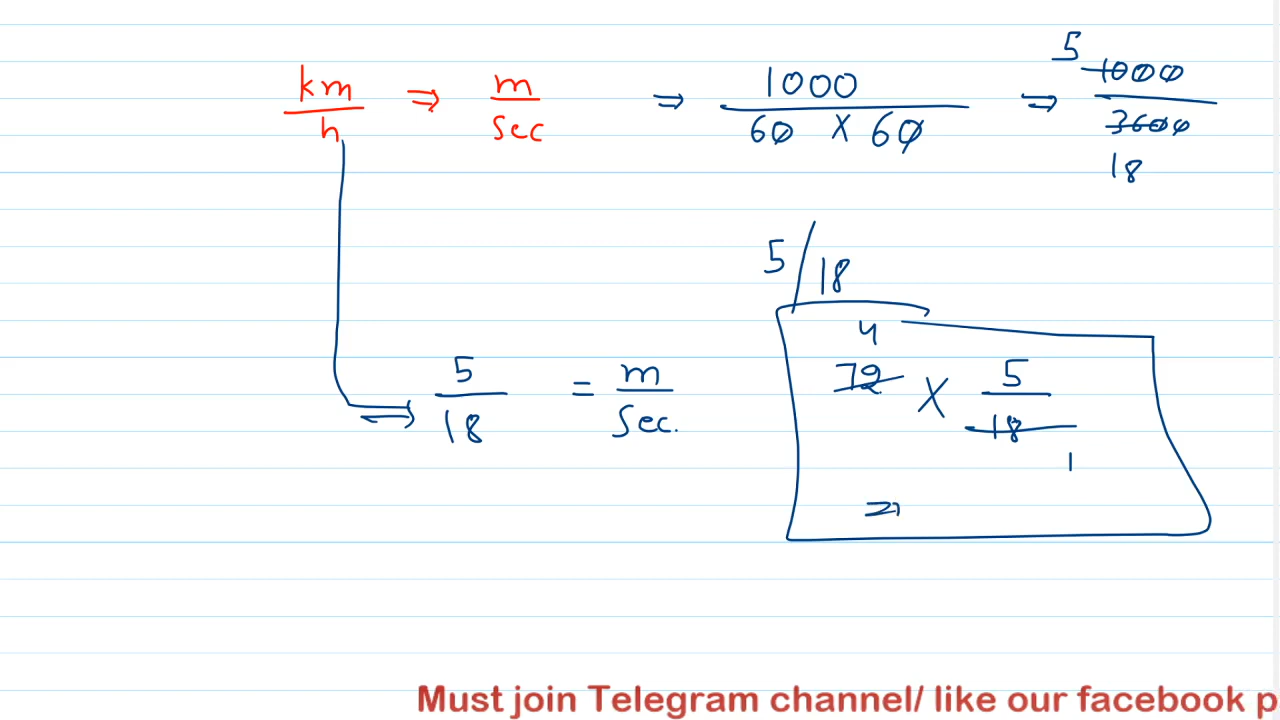 km/h ⇒ m/sec ⇒ 1000/60 X 60 ⇒ 5 1000/3600 18
5/18
4
72 X 5/18
1
5/18 = m/sec.
⇒
Must join Telegram channel/ like our facebook p